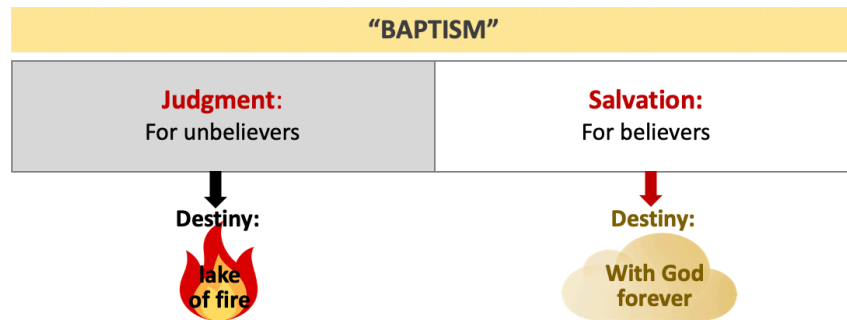 “BAPTISM”
Judgment:
For unbelievers
Salvation:
For believers
Destiny:
lake
of fire
Destiny:
With God
forever